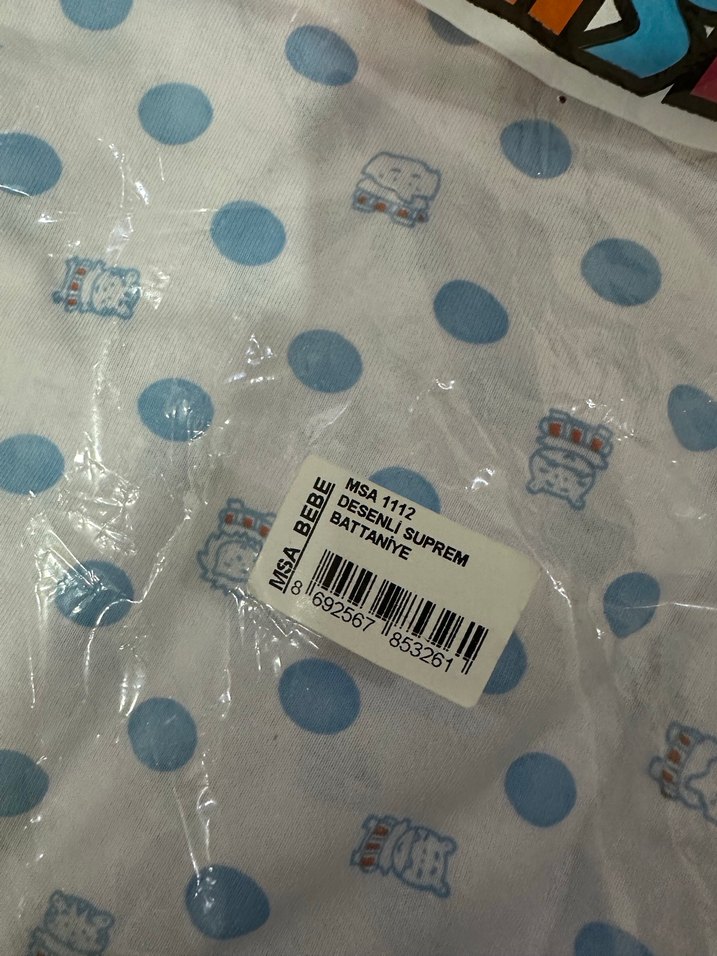 MSA BEBE
MSA 1112
DESENLİ SUPREM
BATTANİYE
8 692567 853261